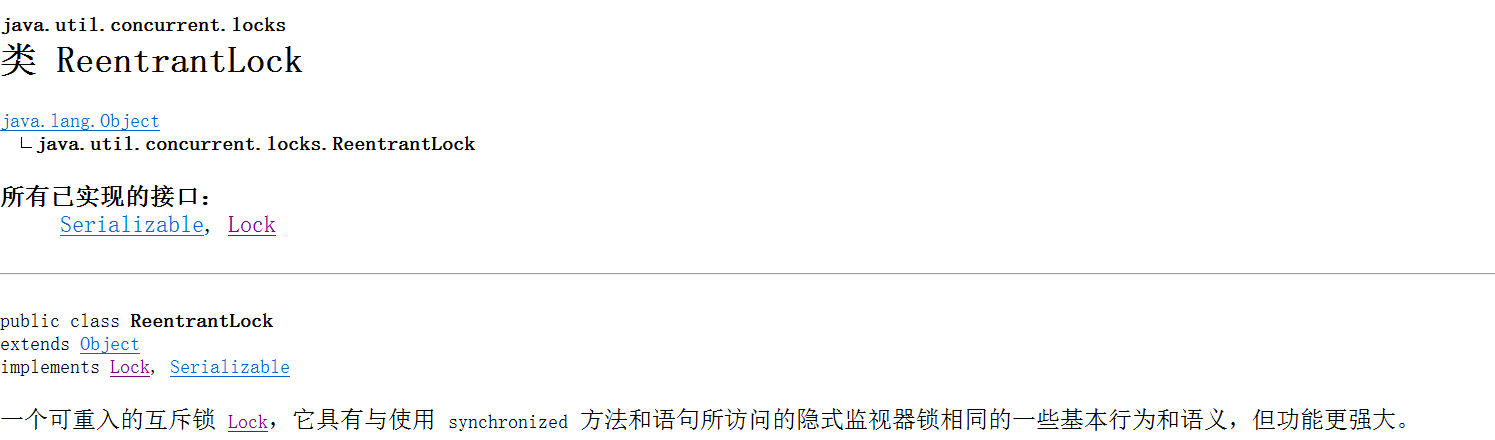 java.util.concurrent.locks
类 ReentrantLock
java.lang.Object
java.util.concurrent.locks.ReentrantLock
所有已实现的接口：
Serializable, Lock
public class ReentrantLock
extends Object
implements Lock, Serializable
一个可重入的互斥锁 Lock，它具有与使用 synchronized 方法和语句所访问的隐式监视器锁相同的一些基本行为和语义，但功能更强大。